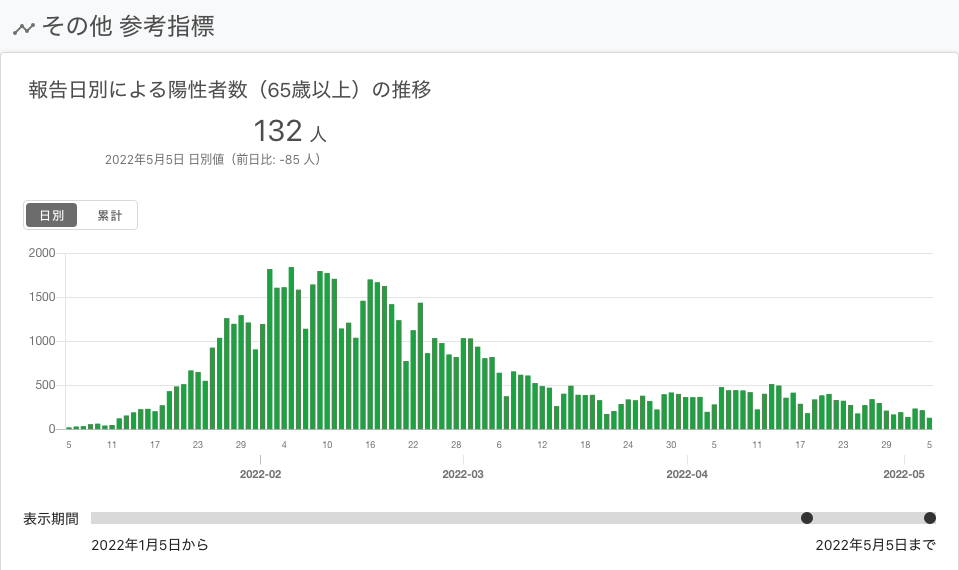 その他 参考指標
報告日別による陽性者数（65歳以上）の推移
132 人
2022年5月5日 日別値（前日比: -85 人）
日別 累計
2000
1500
1000
500
0
5 11 17 23 29 4 10 16 22 28 6 12 18 24 30 5 11 17 23 29 5
2022-02 2022-03 2022-04 2022-05
表示期間
2022年1月5日から 2022年5月5日まで